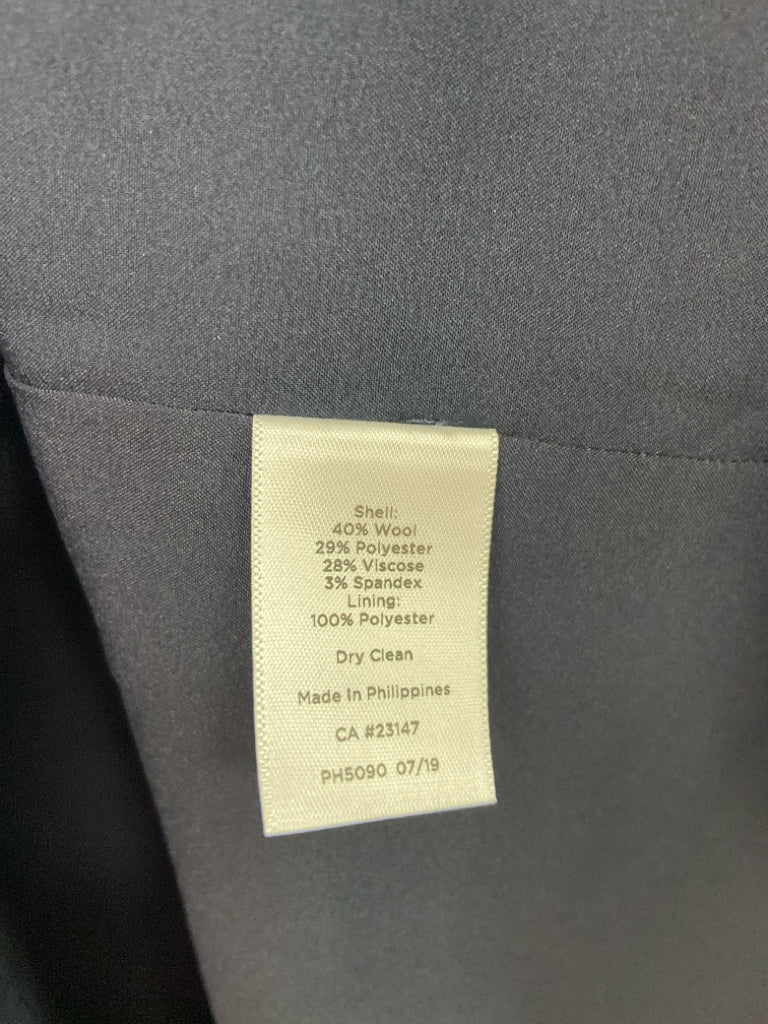 Shell:
40% Wool
29% Polyester
28% Viscose
3% Spandex
Lining:
100% Polyester
Dry Clean
Made In Philippines
CA #23147
PH5090 07/19